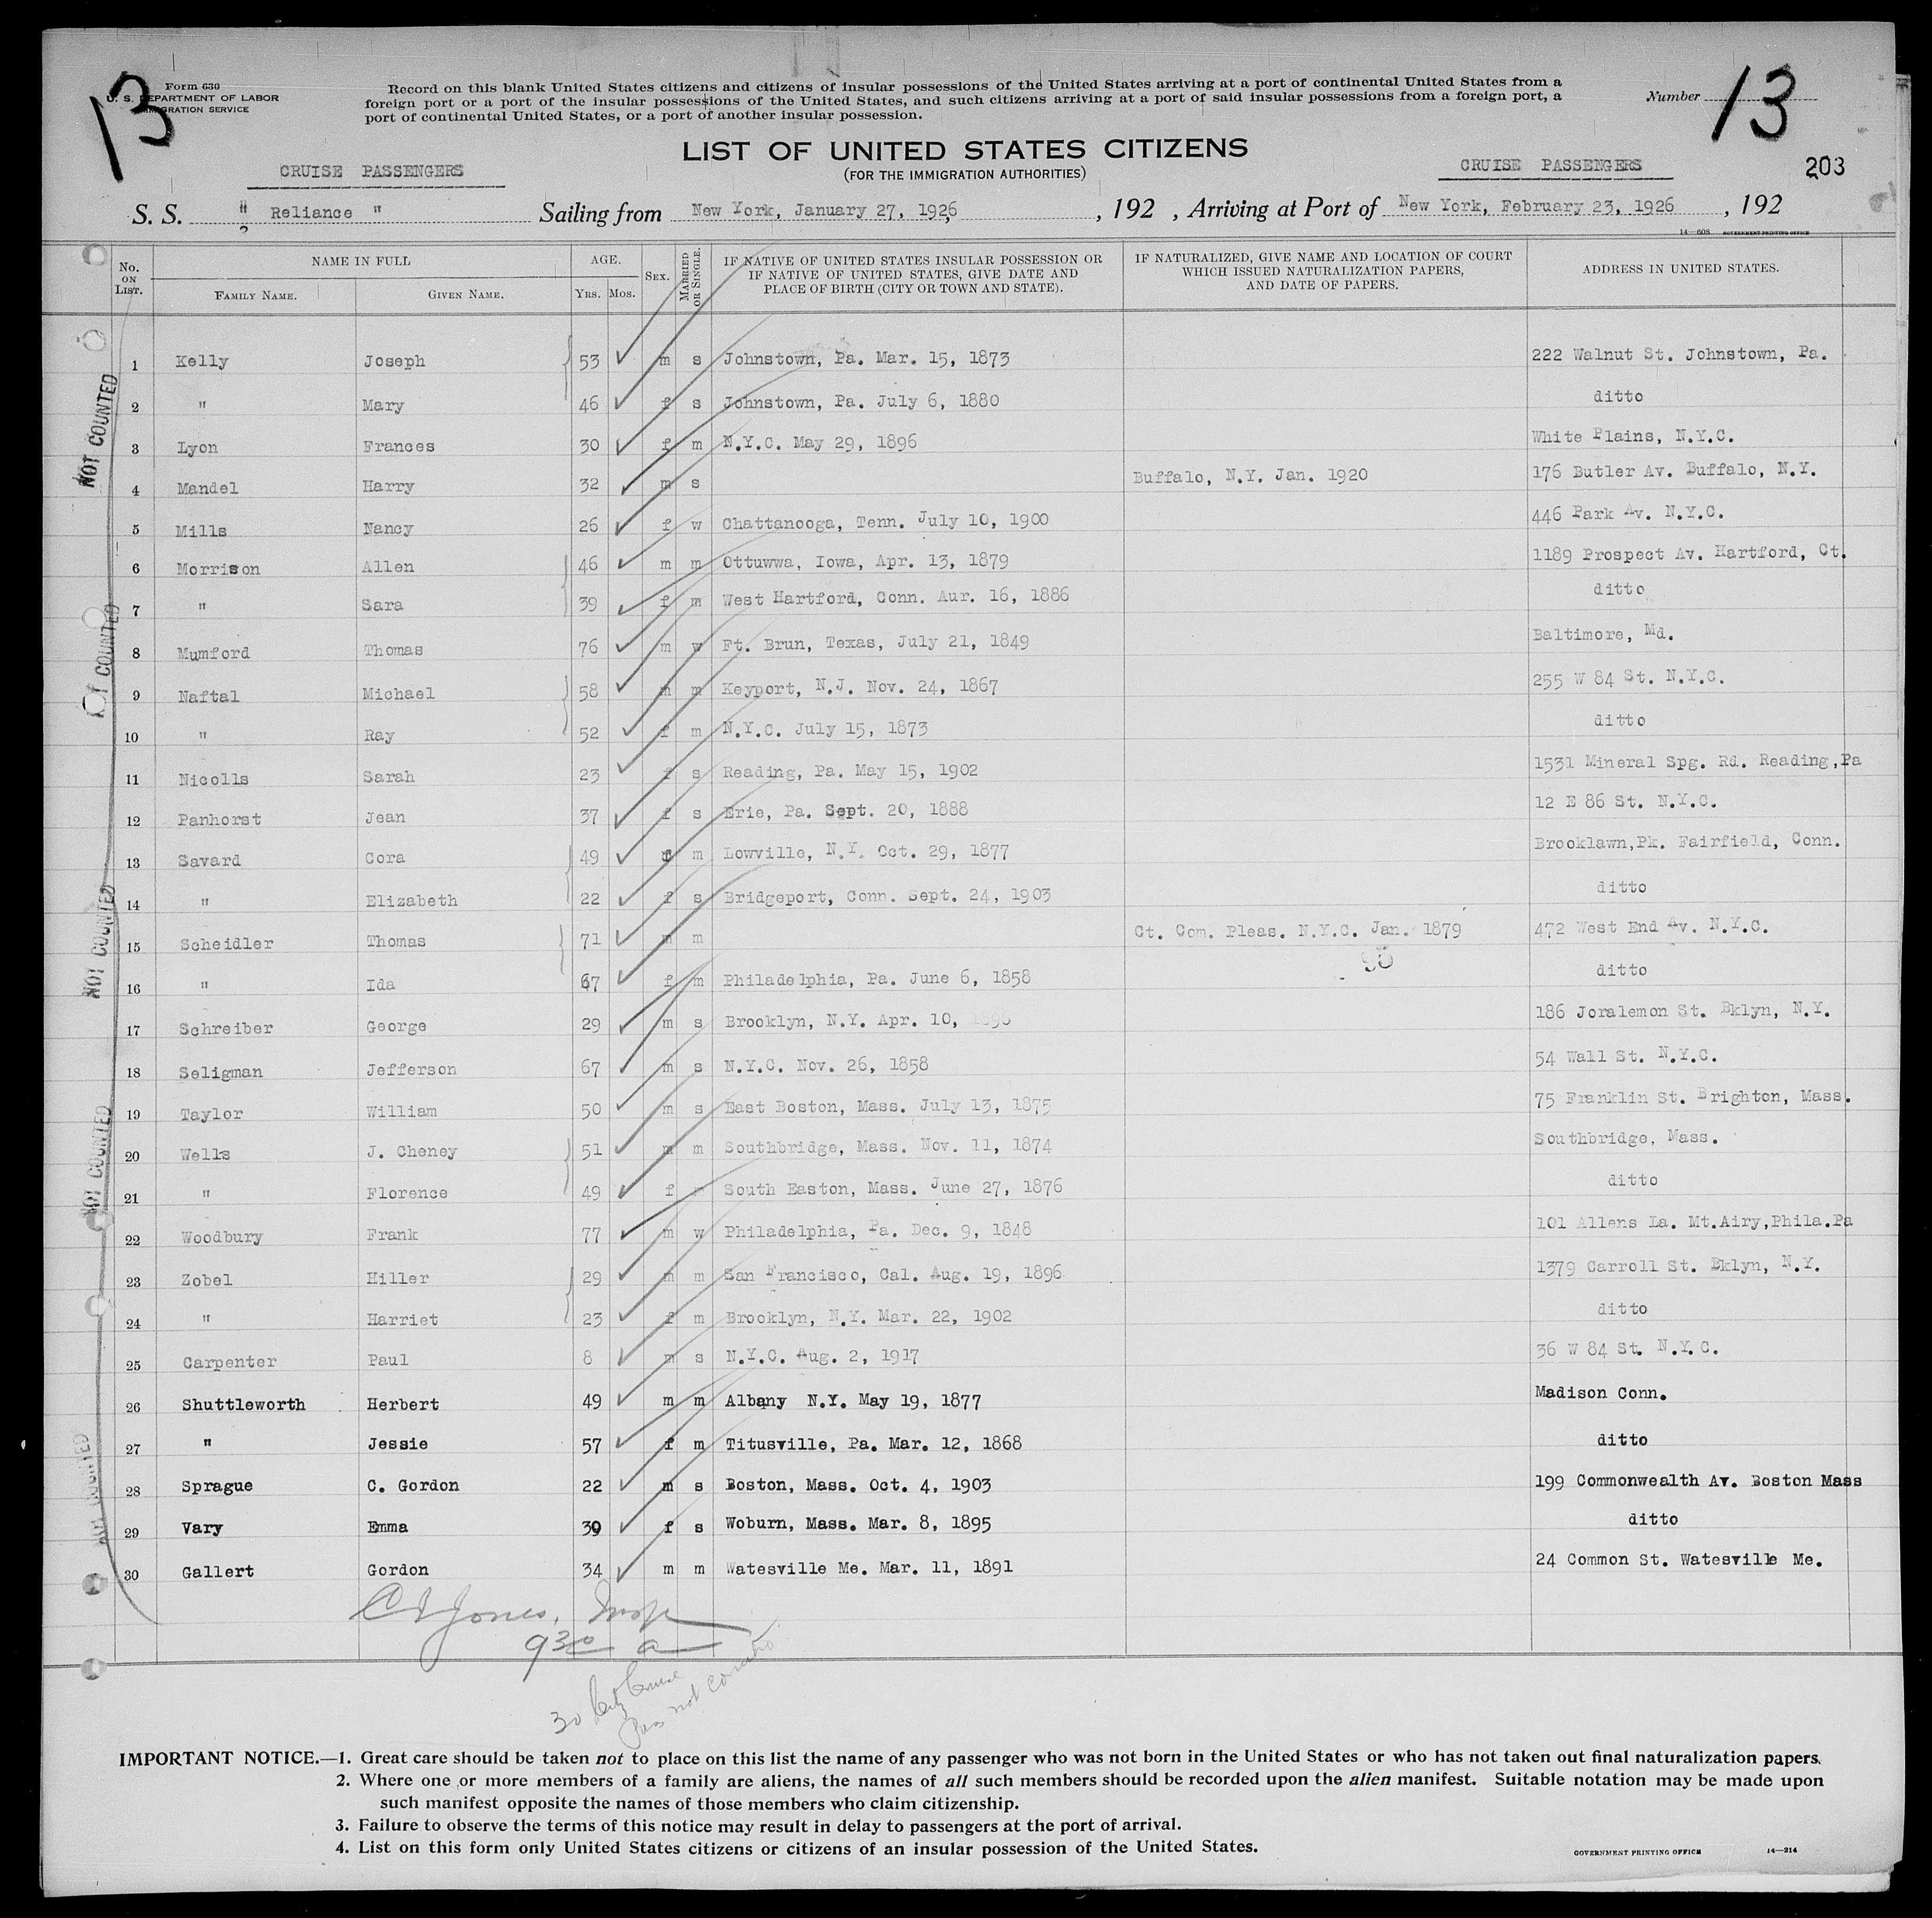 13
Form 630
U. S. DEPARTMENT OF LABOR
IMMIGRATION SERVICE
Record on this blank United States citizens and citizens of insular possessions of the United States arriving at a port of continental United States from a
foreign port or a port of the insular possessions of the United States, and such citizens arriving at a port of said insular possessions from a foreign port, a
port of continental United States, or a port of another insular possession.
Number 13
LIST OF UNITED STATES CITIZENS
(FOR THE IMMIGRATION AUTHORITIES)
CRUISE PASSENGERS
CRUISE PASSENGERS
203
S. S. " Reliance " Sailing from New York, January 27, 1926, , 192 , Arriving at Port of New York, February 23, 1926 , 192
14—608 GOVERNMENT PRINTING OFFICE
No. ON LIST. NAME IN FULL FAMILY NAME. GIVEN NAME. AGE. YRS. MOS. SEX. MARRIED OR SINGLE. IF NATIVE OF UNITED STATES INSULAR POSSESSION OR IF NATIVE OF UNITED STATES, GIVE DATE AND PLACE OF BIRTH (CITY OR TOWN AND STATE). IF NATURALIZED, GIVE NAME AND LOCATION OF COURT WHICH ISSUED NATURALIZATION PAPERS, AND DATE OF PAPERS. ADDRESS IN UNITED STATES.
1 Kelly Joseph 53 m s Johnstown, Pa. Mar. 15, 1873 222 Walnut St. Johnstown, Pa.
2 " Mary 46 f s Johnstown, Pa. July 6, 1880 ditto
3 Lyon Frances 30 f m N.Y.C. May 29, 1896 White Plains, N.Y.C.
4 Mandel Harry 32 m s Buffalo, N.Y. Jan. 1920 176 Butler Av. Buffalo, N.Y.
5 Mills Nancy 26 f w Chattanooga, Tenn. July 10, 1900 446 Park Av. N.Y.C.
6 Morrison Allen 46 m m Ottuwwa, Iowa, Apr. 13, 1879 1189 Prospect Av. Hartford, Ct.
7 " Sara 39 f m West Hartford, Conn. Aur. 16, 1886 ditto
8 Mumford Thomas 76 m w Ft. Brun, Texas, July 21, 1849 Baltimore, Md.
9 Naftal Michael 58 m m Keyport, N.J. Nov. 24, 1867 255 W 84 St. N.Y.C.
10 " Ray 52 f m N.Y.C. July 15, 1873 ditto
11 Nicolls Sarah 23 f s Reading, Pa. May 15, 1902 1531 Mineral Spg. Rd. Reading,Pa
12 Panhorst Jean 37 f s Erie, Pa. Sept. 20, 1888 12 E 86 St. N.Y.C.
13 Savard Cora 49 f m Lowville, N.Y. Oct. 29, 1877 Brooklawn,Pk. Fairfield, Conn.
14 " Elizabeth 22 f s Bridgeport, Conn. Sept. 24, 1903 ditto
15 Scheidler Thomas 71 m m Ct. Com. Pleas. N.Y.C. Jan. 1879 472 West End Av. N.Y.C.
16 " Ida 67 f m Philadelphia, Pa. June 6, 1858 ditto
17 Schreiber George 29 m s Brooklyn, N.Y. Apr. 10, 186 Joralemon St. Bklyn, N.Y.
18 Seligman Jefferson 67 m s N.Y.C. Nov. 26, 1858 54 Wall St. N.Y.C.
19 Taylor William 50 m s East Boston, Mass. July 13, 1875 75 Franklin St. Brighton, Mass.
20 Wells J. Cheney 51 m m Southbridge, Mass. Nov. 11, 1874 Southbridge, Mass.
21 " Florence 49 f South Easton, Mass. June 27, 1876 ditto
22 Woodbury Frank 77 m w Philadelphia, Pa. Dec. 9, 1848 101 Allens La. Mt.Airy,Phila.Pa
23 Zobel Hiller 29 m m San Francisco, Cal. Aug. 19, 1896 1379 Carroll St. Bklyn, N.Y.
24 " Harriet 23 f m Brooklyn, N.Y. Mar. 22, 1902 ditto
25 Carpenter Paul 8 m s N.Y.C. Aug. 2, 1917 36 W 84 St. N.Y.C.
26 Shuttleworth Herbert 49 m m Albany N.Y. May 19, 1877 Madison Conn.
27 " Jessie 57 f m Titusville, Pa. Mar. 12, 1868 ditto
28 Sprague C. Gordon 22 m s Boston, Mass. Oct. 4, 1903 199 Commonwealth Av. Boston Mass
29 Vary Emma 30 f s Woburn, Mass. Mar. 8, 1895 ditto
30 Gallert Gordon 34 m m Watesville Me. Mar. 11, 1891 24 Common St. Watesville Me.
NOT COUNTED
NOT COUNTED
NOT COUNTED
NOT COUNTED
NOT COUNTED
Jones, Insp
9 30 a
30
not
IMPORTANT NOTICE.—1. Great care should be taken not to place on this list the name of any passenger who was not born in the United States or who has not taken out final naturalization papers.
2. Where one or more members of a family are aliens, the names of all such members should be recorded upon the alien manifest. Suitable notation may be made upon
such manifest opposite the names of those members who claim citizenship.
3. Failure to observe the terms of this notice may result in delay to passengers at the port of arrival.
4. List on this form only United States citizens or citizens of an insular possession of the United States.
GOVERNMENT PRINTING OFFICE 14—214